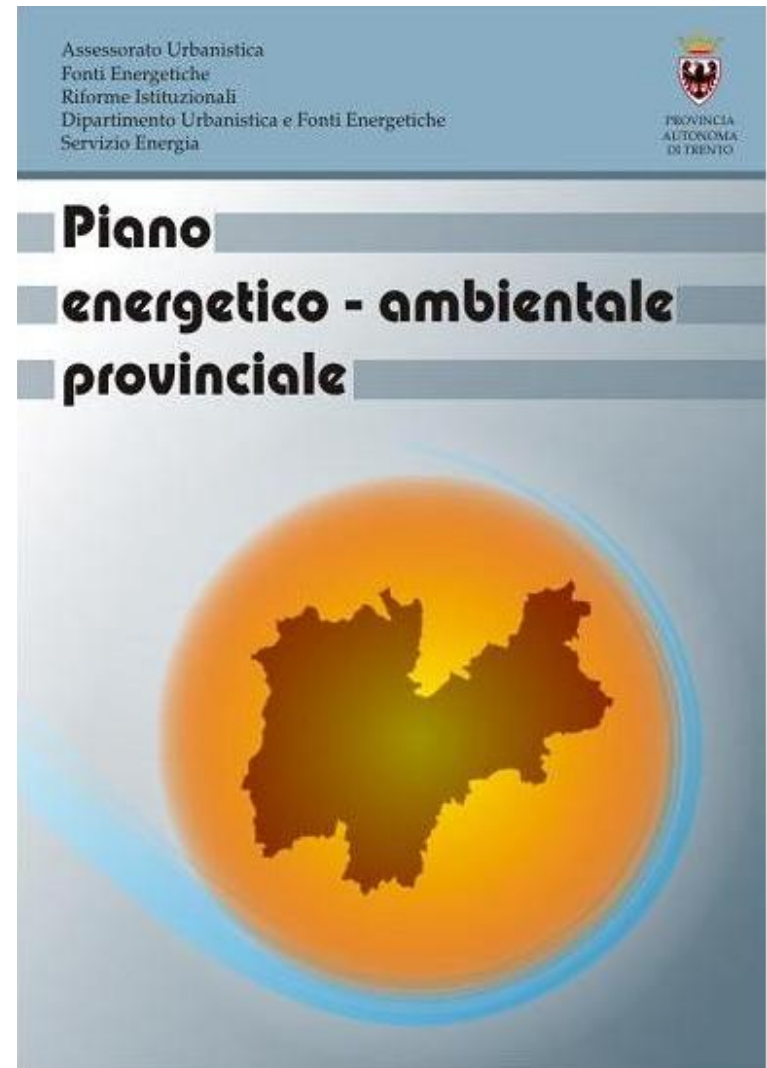 Assessorato Urbanistica
Fonti Energetiche
Riforme Istituzionali
Dipartimento Urbanistica e Fonti Energetiche
Servizio Energia
PROVINCIA
AUTONOMA
DI TRENTO
Piano
energetico - ambientale
provinciale